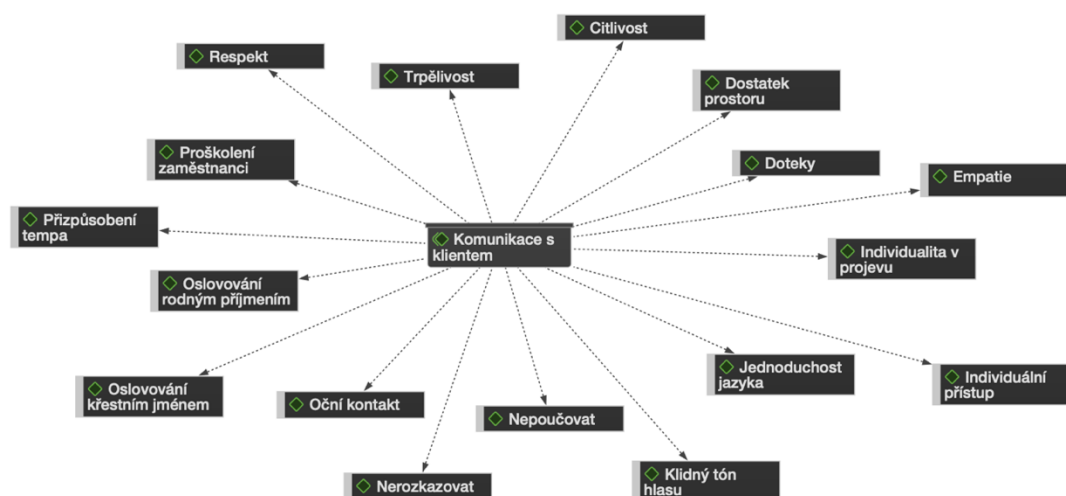 Citlivost
Respekt
Trpělivost
Dostatek
prostoru
Proškolení
zaměstnanci
Doteky
Empatie
Přizpůsobení
tempa
Komunikace s
klientem
Individualita v
projevu
Oslovování
rodným příjmením
Jednoduchost
jazyka
Individuální
přístup
Oslovování
křestním jménem
Oční kontakt
Nepoučovat
Nerozkazovat
Klidný tón
hlasu